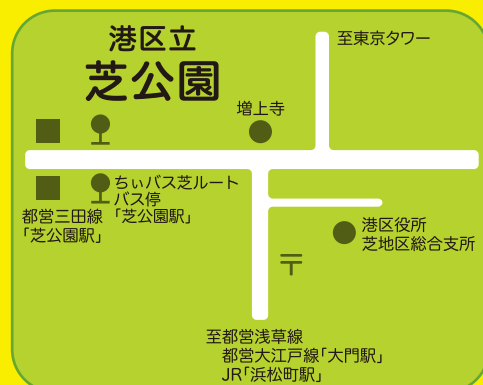 港区立
芝公園
至東京タワー
増上寺
ちぃバス芝ルート
バス停
「芝公園駅」
都営三田線
「芝公園駅」
港区役所
芝地区総合支所
〒
至都営浅草線
都営大江戸線「大門駅」
JR「浜松町駅」